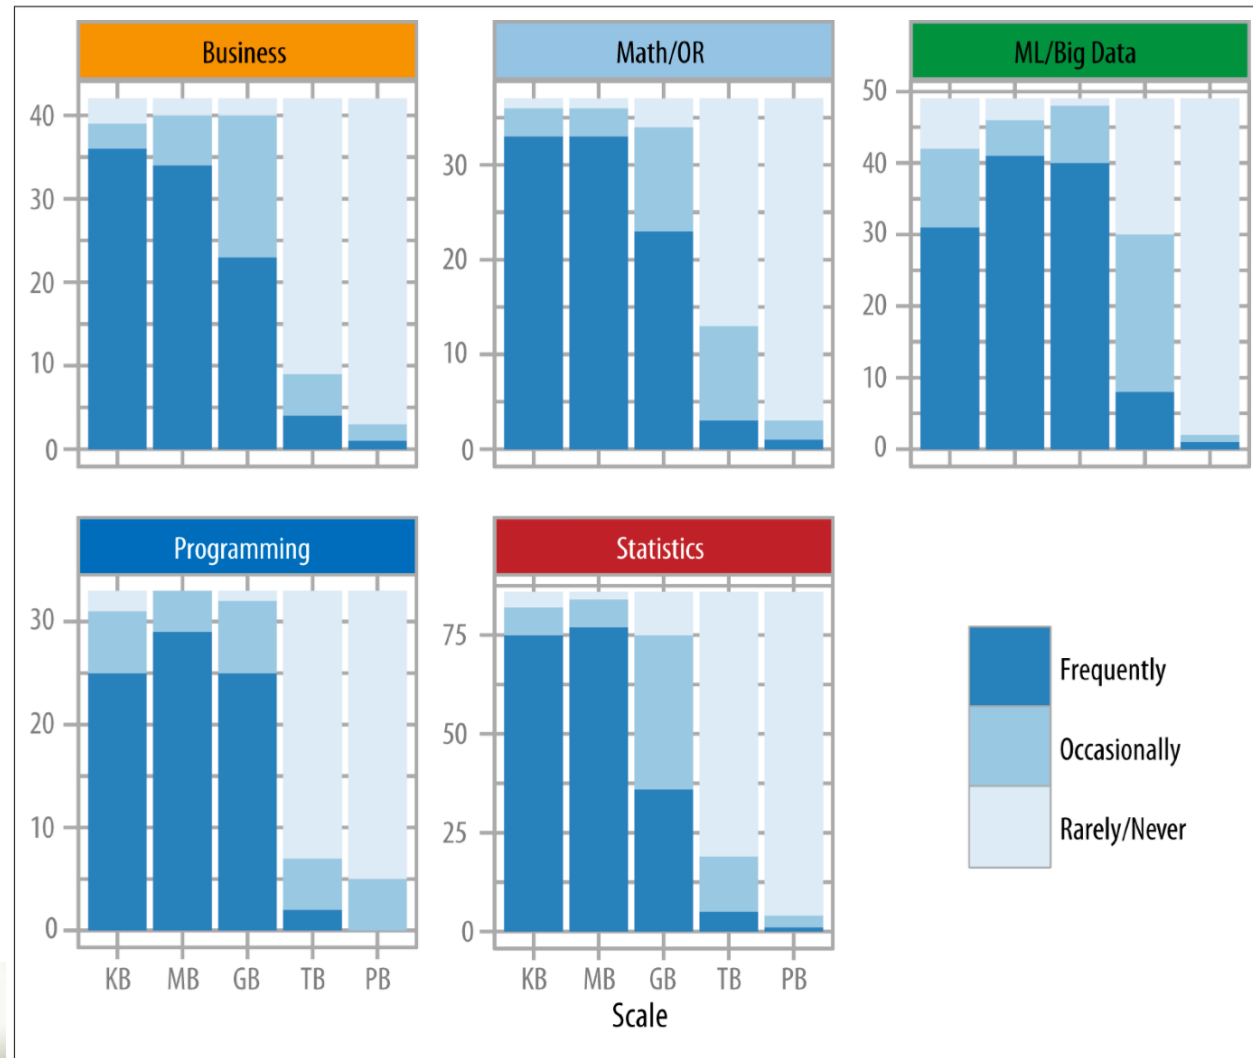 Business
Math/OR
ML/Big Data
40
30
20
10
0
30
20
10
0
50
40
30
20
10
0
Programming
Statistics
30
20
10
0
75
50
25
0
KB MB GB TB PB
KB MB GB TB PB
Scale
Frequently
Occasionally
Rarely/Never